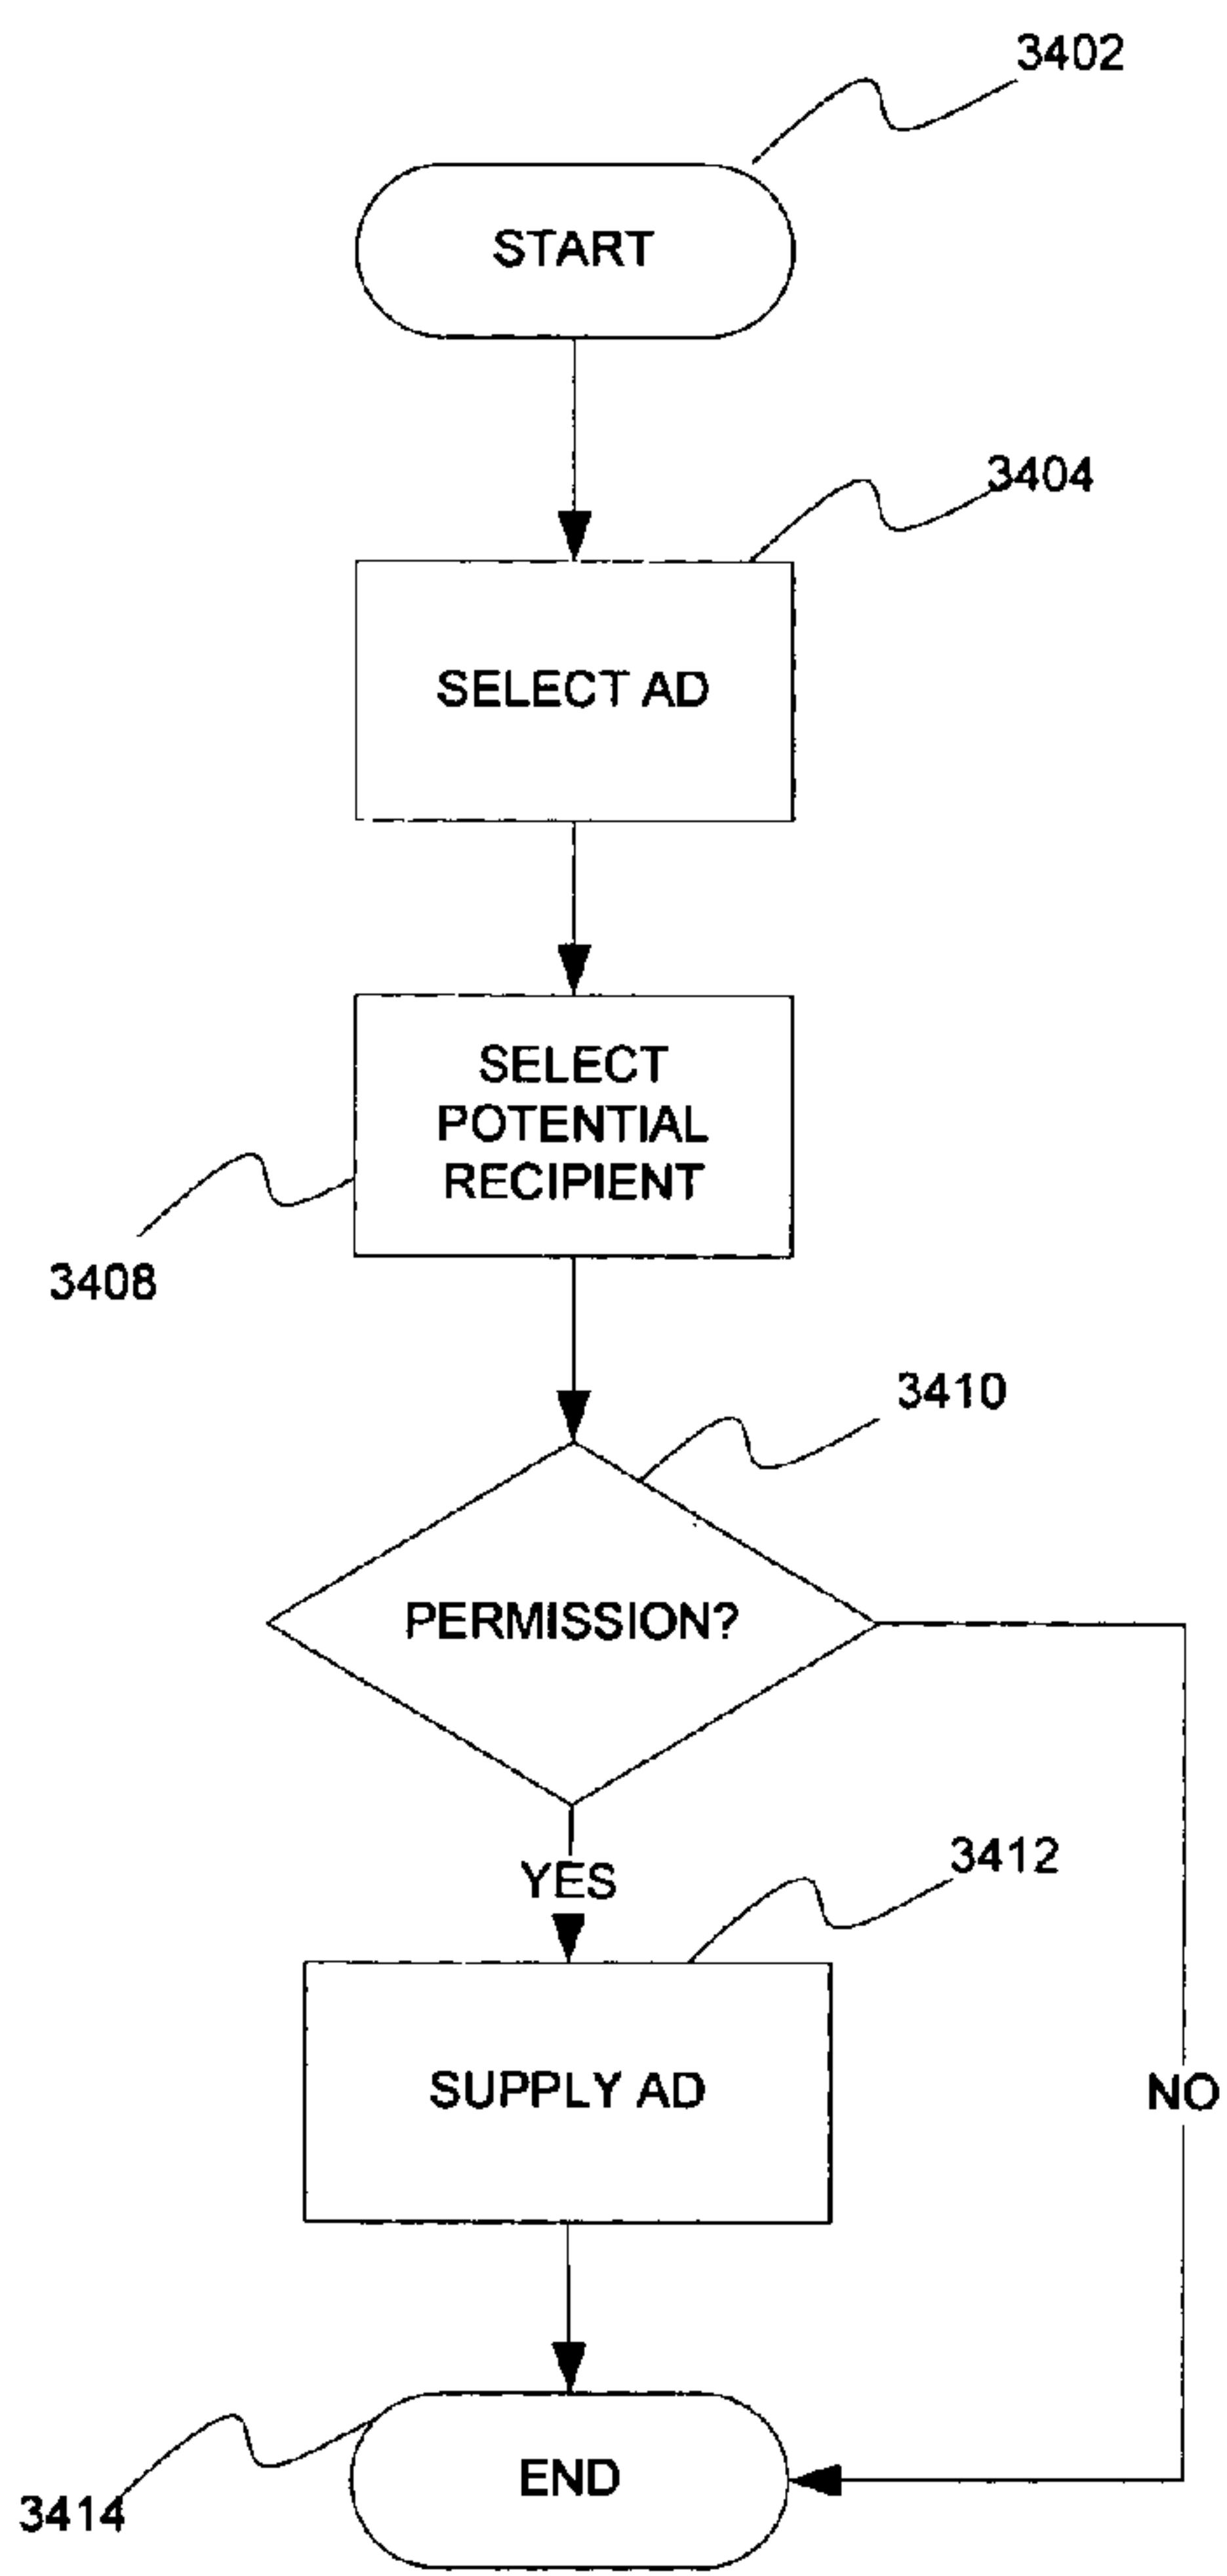 3402
START
3404
SELECT AD
SELECT
POTENTIAL
RECIPIENT
3408
3410
PERMISSION?
YES
3412
SUPPLY AD
NO
END
3414